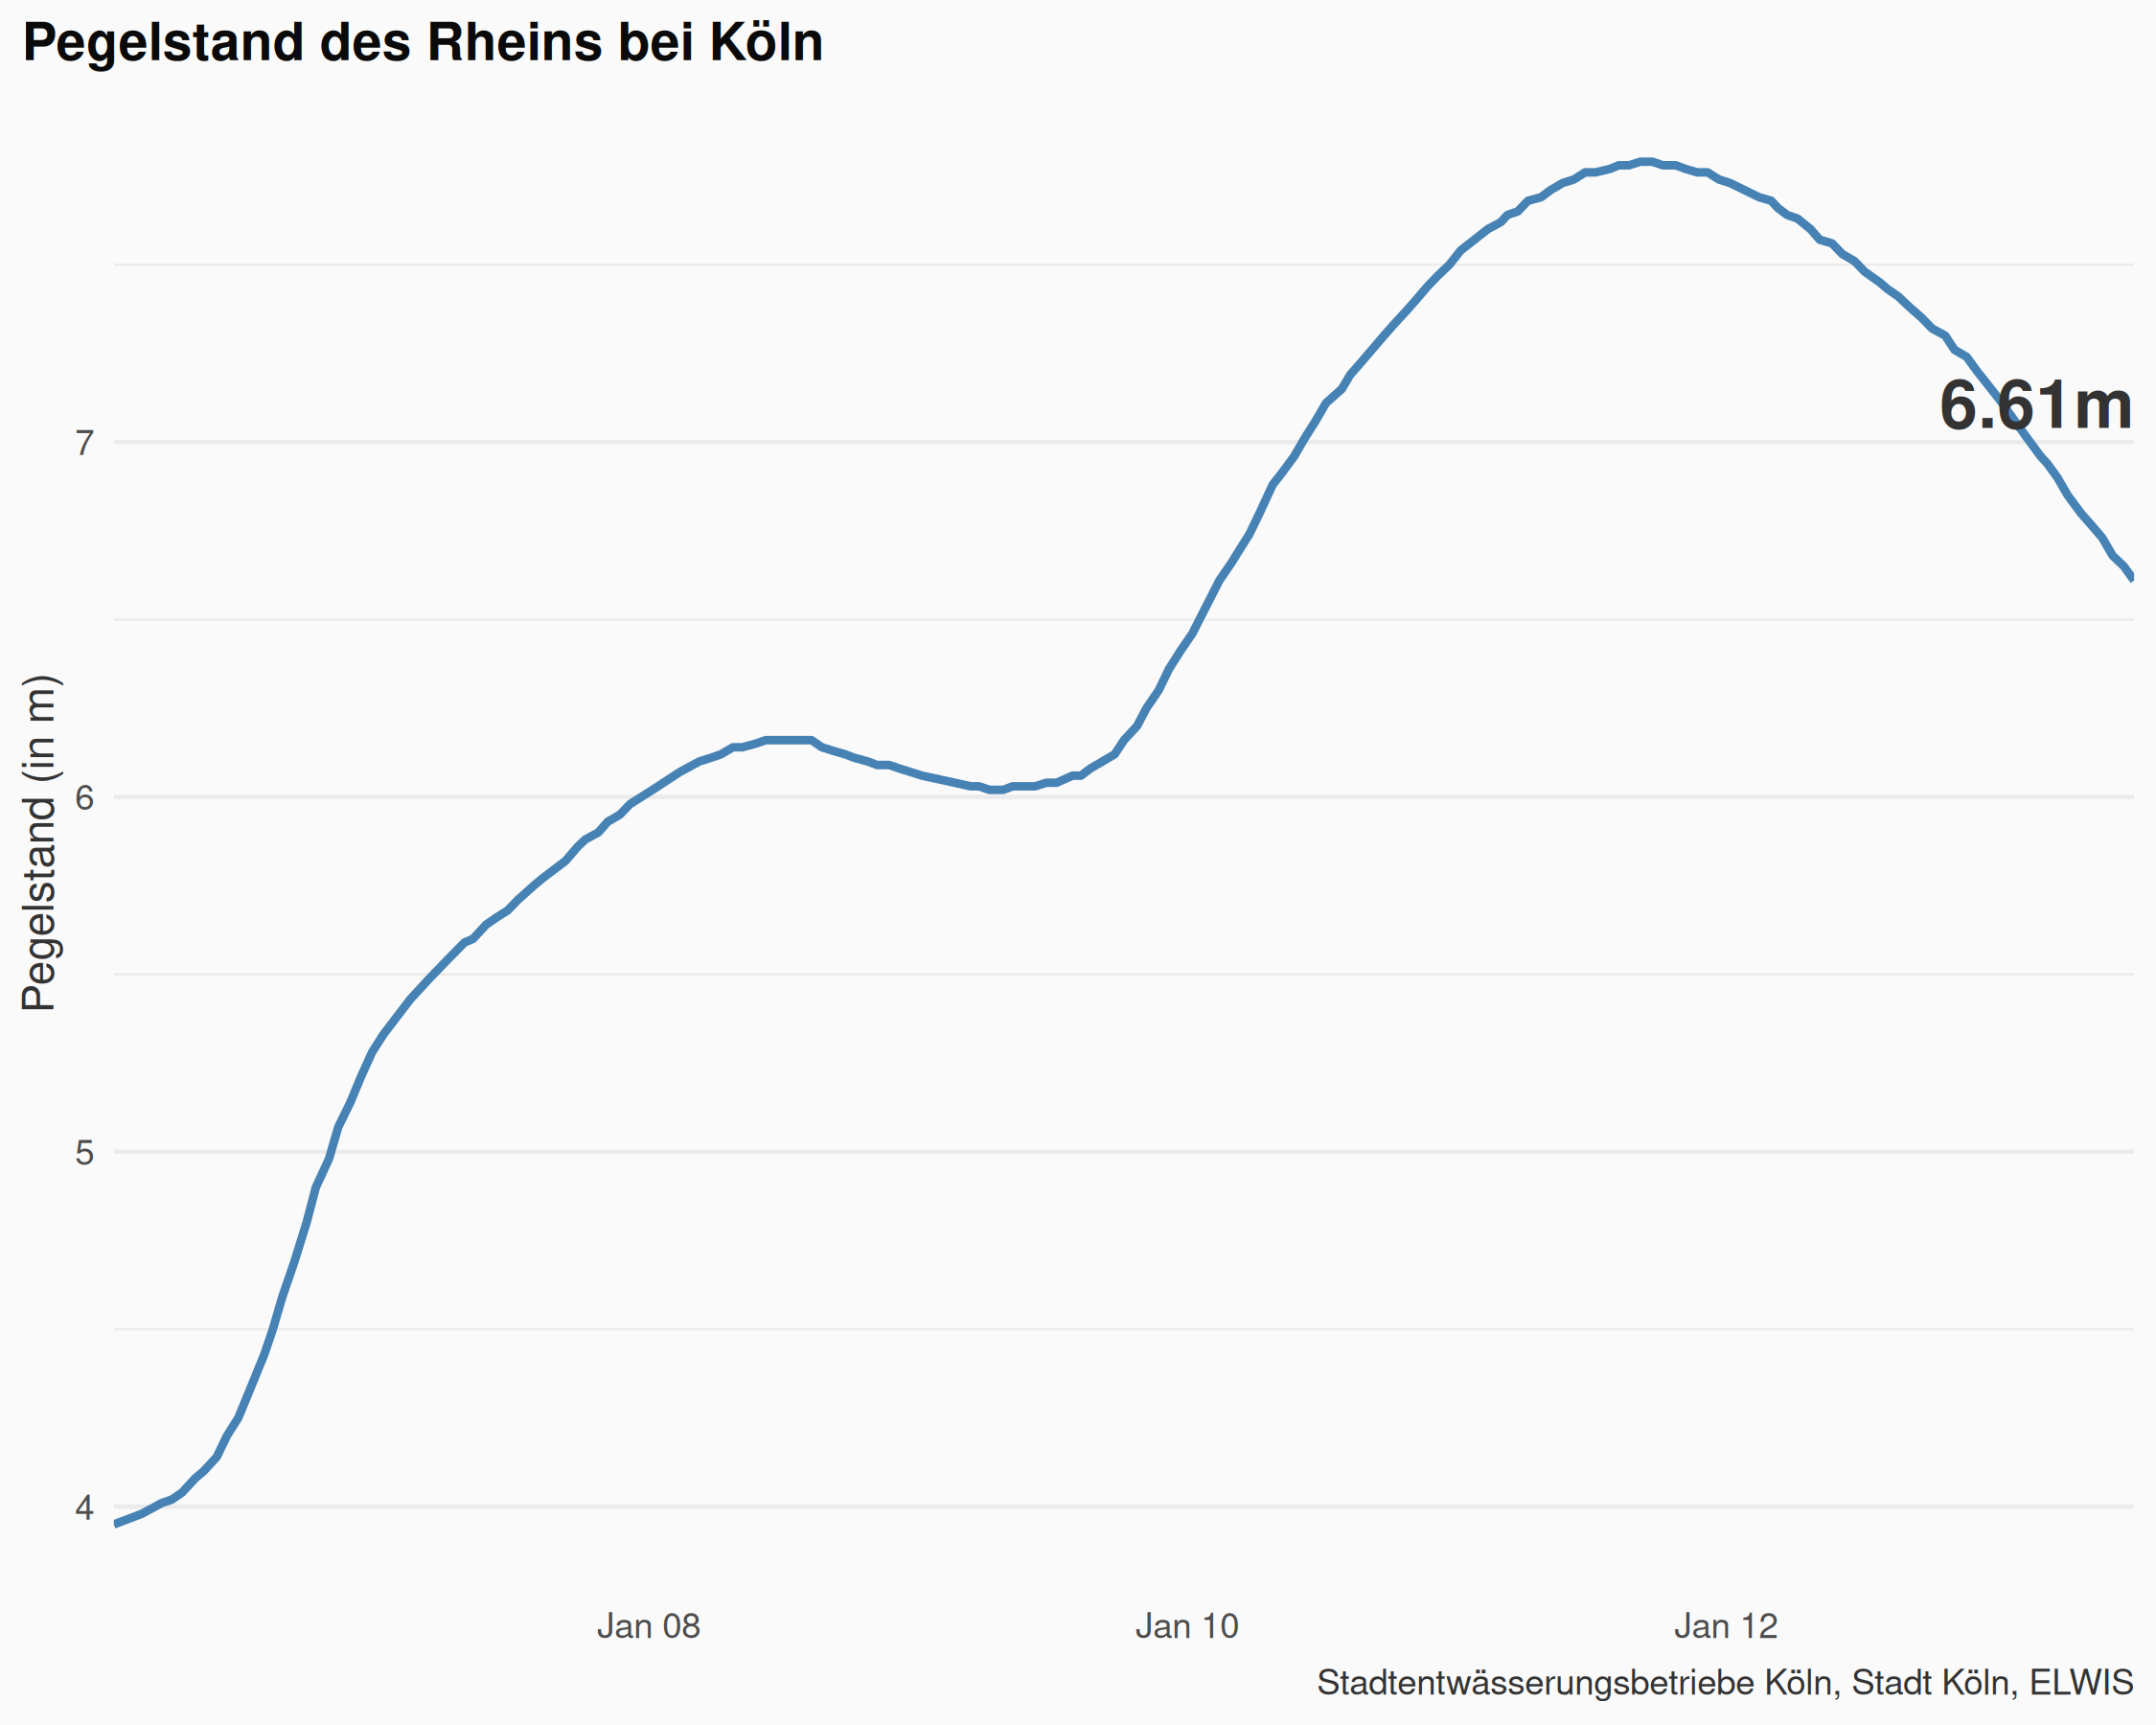 Pegelstand des Rheins bei Köln
6.61m
7
6
5
4
Pegelstand (in m)
Jan 08
Jan 10
Jan 12
Stadtentwässerungsbetriebe Köln, Stadt Köln, ELWIS